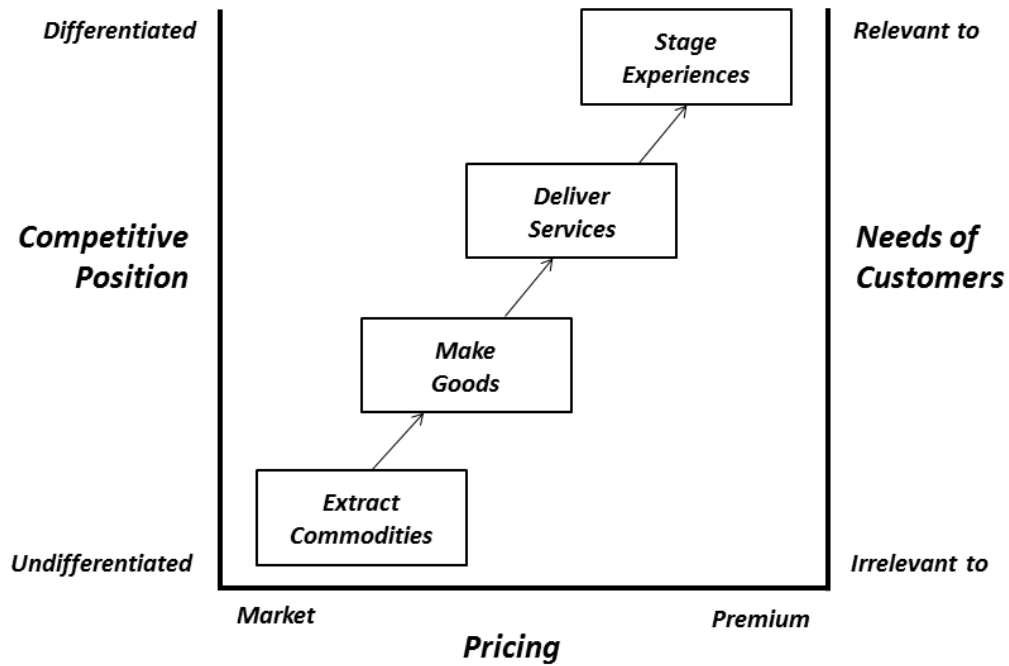 Differentiated
Relevant to
Stage
Experiences
Deliver
Services
Competitive
Position
Needs of
Customers
Make
Goods
Extract
Commodities
Undifferentiated
Irrelevant to
Market
Premium
Pricing